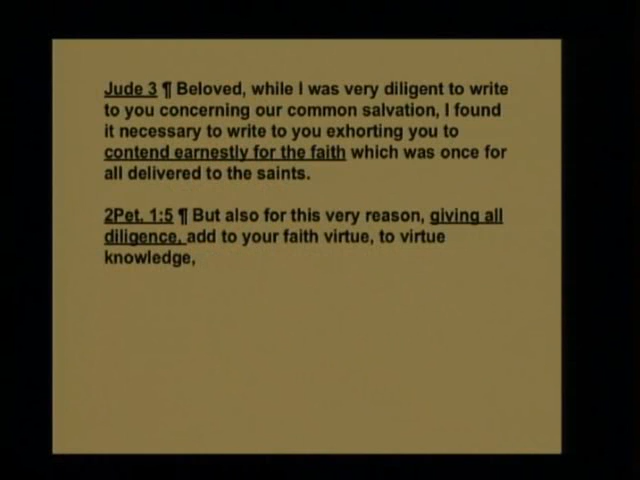 Jude 3 ¶ Beloved, while I was very diligent to write
to you concerning our common salvation, I found
it necessary to write to you exhorting you to
contend earnestly for the faith which was once for
all delivered to the saints.
2Pet. 1:5 ¶ But also for this very reason, giving all
diligence, add to your faith virtue, to virtue
knowledge,